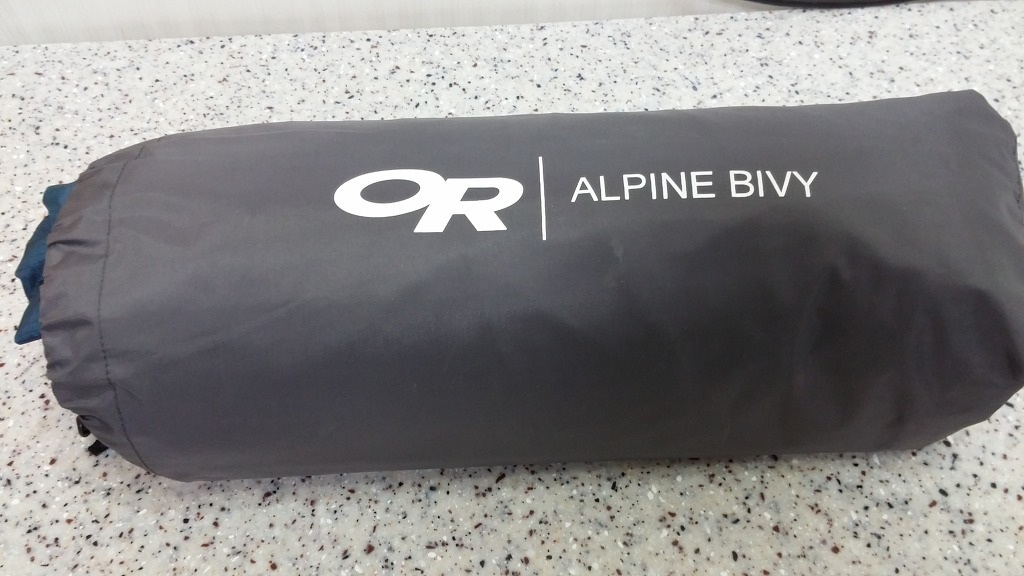 OR | ALPINE BIVY